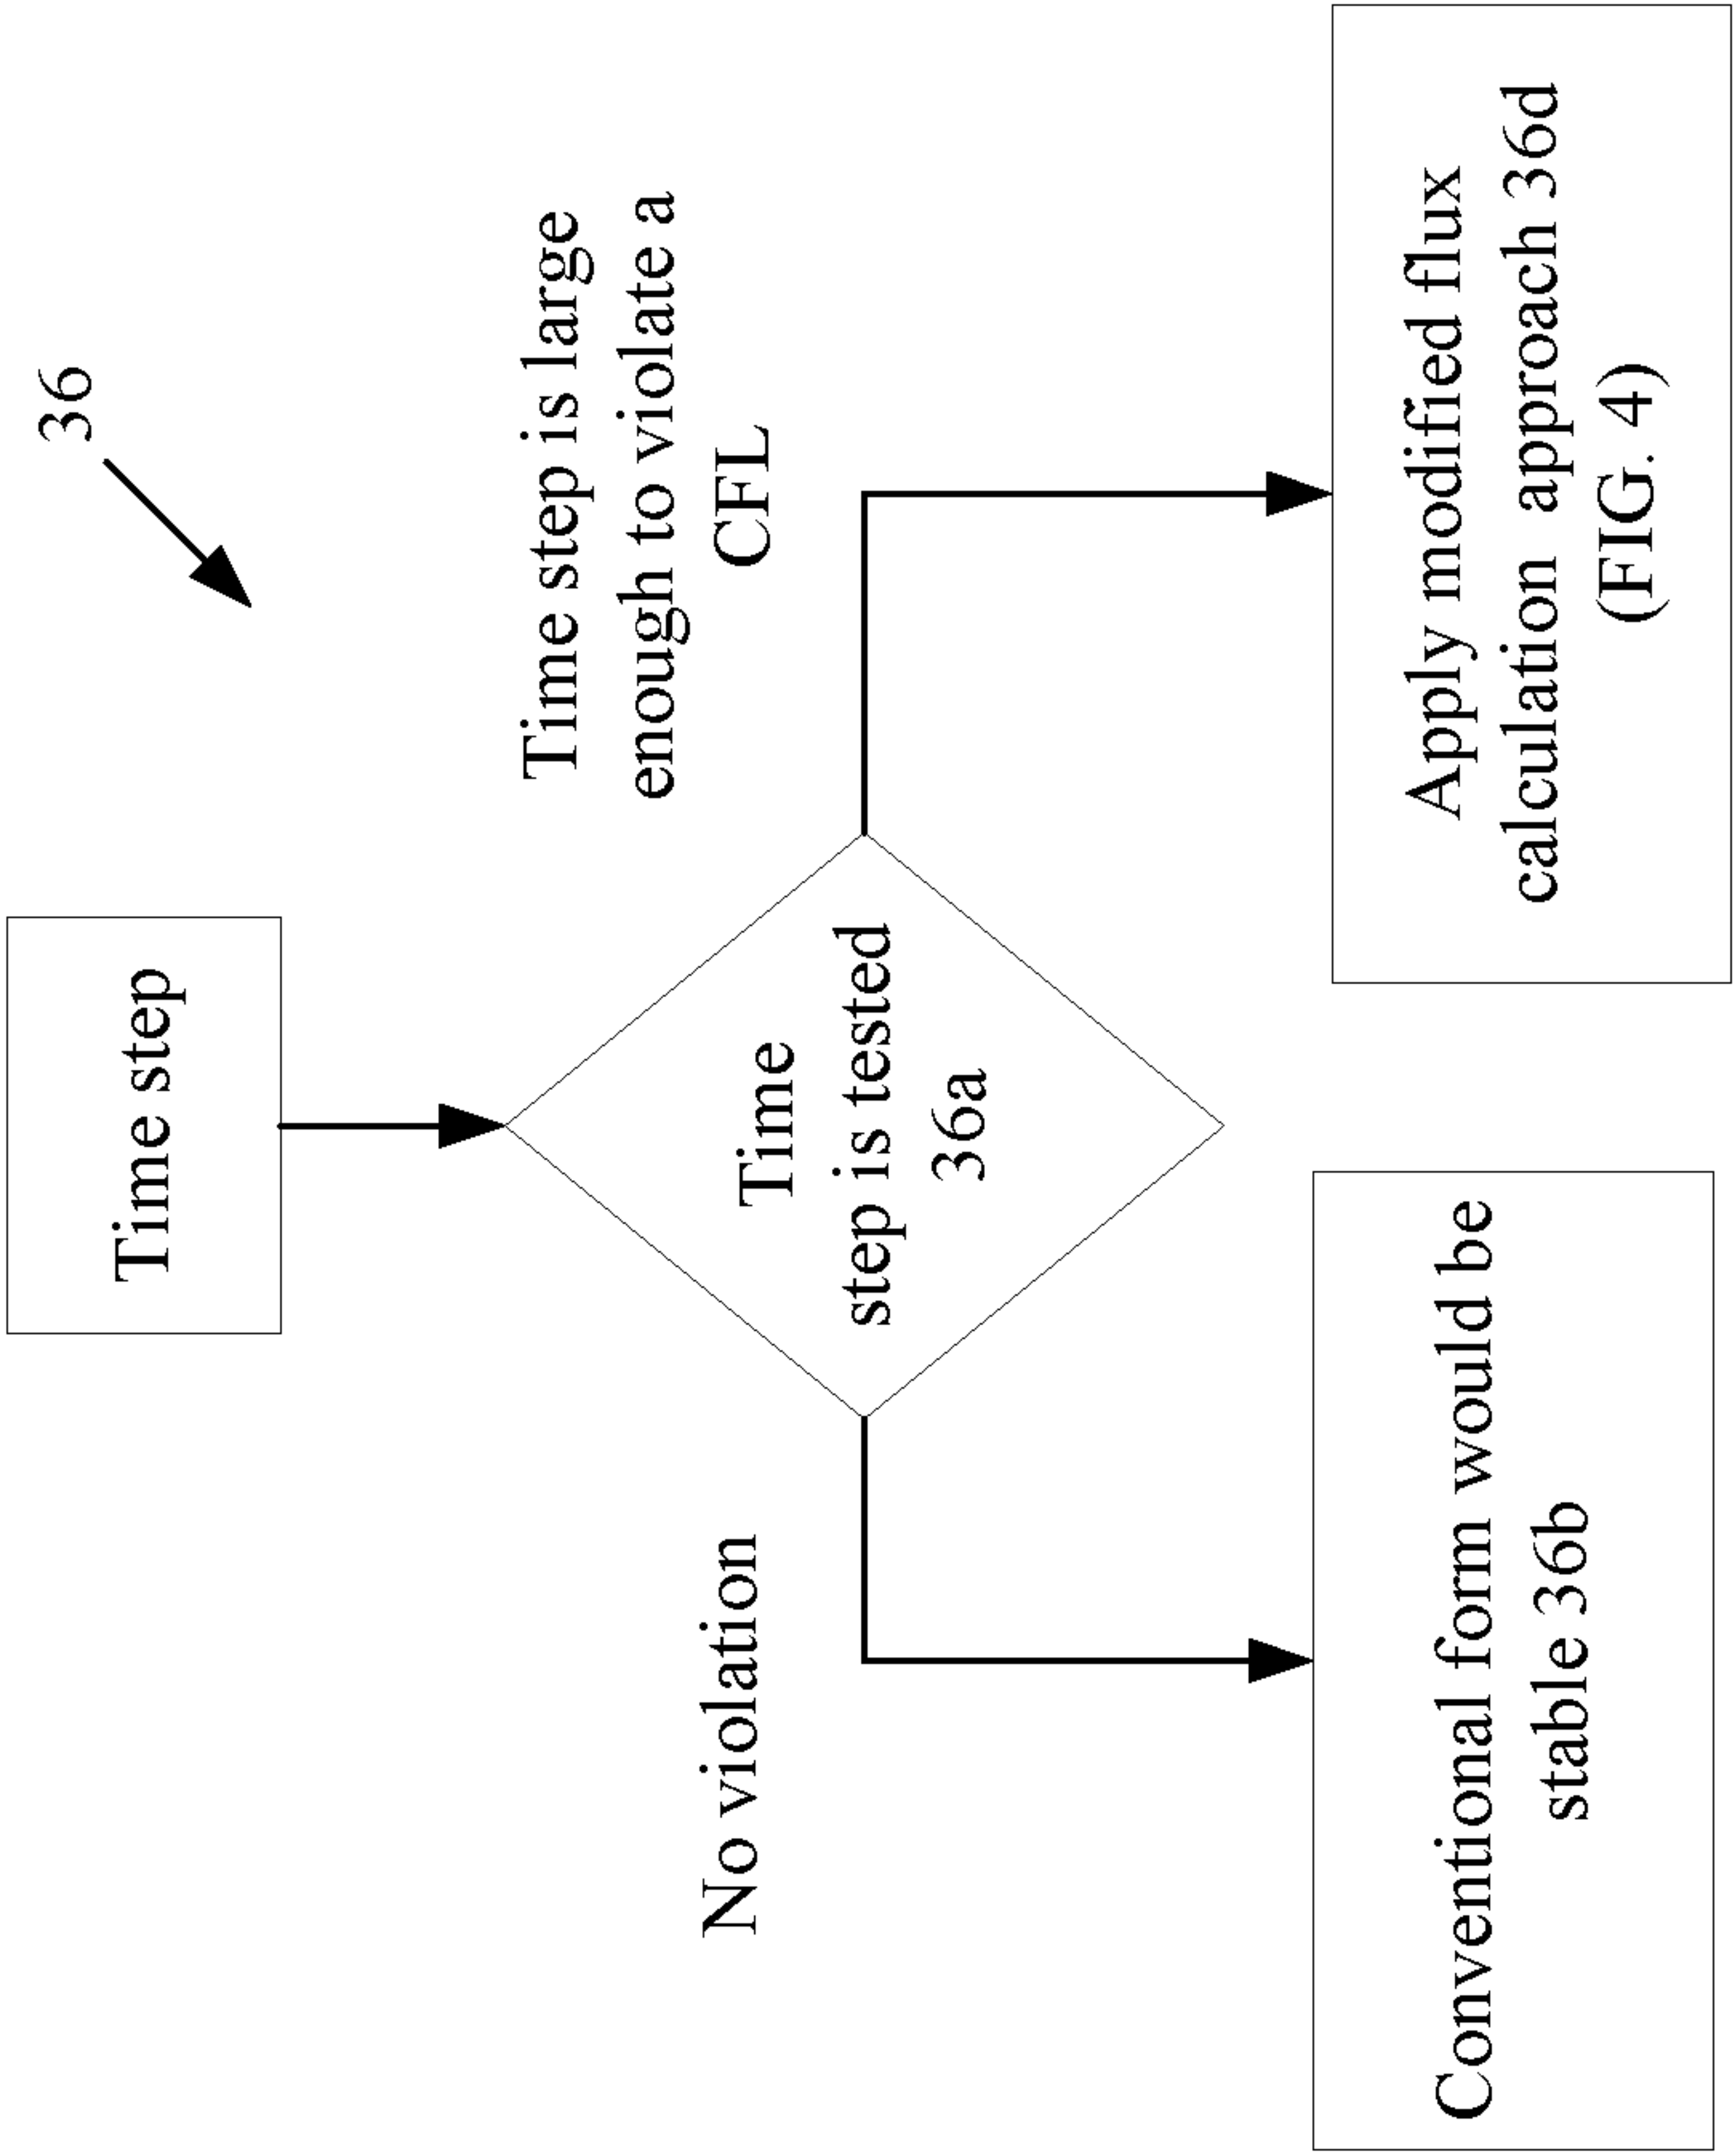 36
Time step
Time
step is tested
36a
No violation
Time step is large
enough to violate a
CFL
Conventional form would be
stable 36b
Apply modified flux
calculation approach 36d
(FIG. 4)